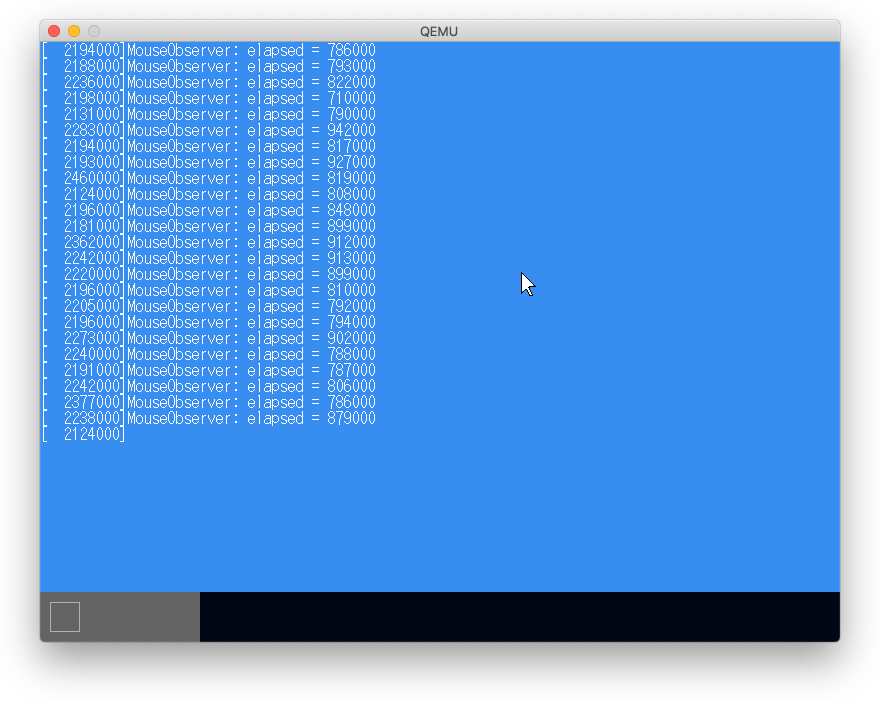 QEMU
[  2194000]MouseObserver: elapsed = 786000
[  2188000]MouseObserver: elapsed = 793000
[  2236000]MouseObserver: elapsed = 822000
[  2198000]MouseObserver: elapsed = 710000
[  2131000]MouseObserver: elapsed = 790000
[  2283000]MouseObserver: elapsed = 942000
[  2194000]MouseObserver: elapsed = 817000
[  2193000]MouseObserver: elapsed = 927000
[  2460000]MouseObserver: elapsed = 819000
[  2124000]MouseObserver: elapsed = 808000
[  2196000]MouseObserver: elapsed = 848000
[  2181000]MouseObserver: elapsed = 899000
[  2362000]MouseObserver: elapsed = 912000
[  2242000]MouseObserver: elapsed = 913000
[  2220000]MouseObserver: elapsed = 899000
[  2196000]MouseObserver: elapsed = 810000
[  2205000]MouseObserver: elapsed = 792000
[  2196000]MouseObserver: elapsed = 794000
[  2273000]MouseObserver: elapsed = 902000
[  2240000]MouseObserver: elapsed = 788000
[  2191000]MouseObserver: elapsed = 787000
[  2242000]MouseObserver: elapsed = 806000
[  2377000]MouseObserver: elapsed = 786000
[  2238000]MouseObserver: elapsed = 879000
[  2124000]